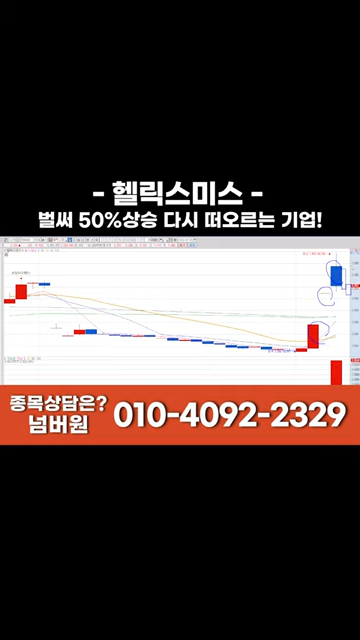 - 헬릭스미스 -
벌써 50%상승 다시 떠오르는 기업!
종목상담은?
넘버원
010-4092-2329